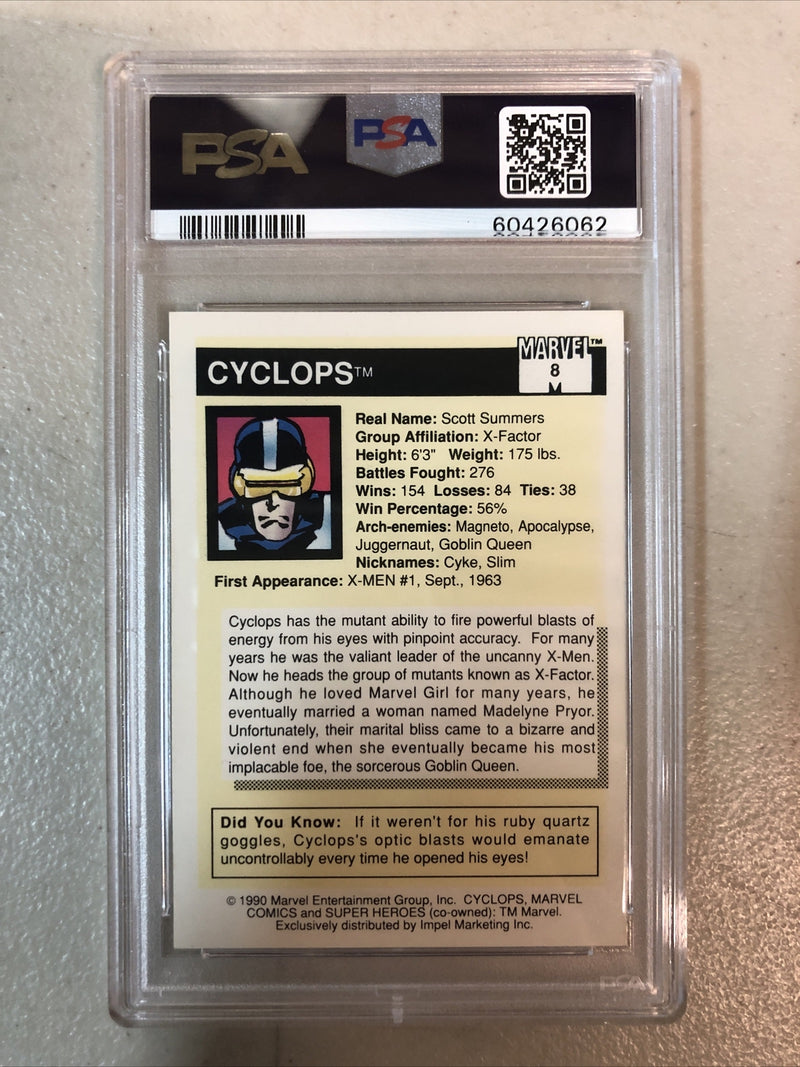 PSA
PSA
60426062
MARVEL™
CYCLOPS™
8
Real Name: Scott Summers
Group Affiliation: X-Factor
Height: 6'3" Weight: 175 lbs.
Battles Fought: 276
Wins: 154 Losses: 84 Ties: 38
Win Percentage: 56%
Arch-enemies: Magneto, Apocalypse,
Juggernaut, Goblin Queen
Nicknames: Cyke, Slim
First Appearance: X-MEN #1, Sept., 1963
Cyclops has the mutant ability to fire powerful blasts of
energy from his eyes with pinpoint accuracy. For many
years he was the valiant leader of the uncanny X-Men.
Now he heads the group of mutants known as X-Factor.
Although he loved Marvel Girl for many years, he
eventually married a woman named Madelyne Pryor.
Unfortunately, their marital bliss came to a bizarre and
violent end when she eventually became his most
implacable foe, the sorcerous Goblin Queen.
Did You Know: If it weren't for his ruby quartz
goggles, Cyclops's optic blasts would emanate
uncontrollably every time he opened his eyes!
© 1990 Marvel Entertainment Group, Inc. CYCLOPS, MARVEL
COMICS and SUPER HEROES (co-owned): TM Marvel.
Exclusively distributed by Impel Marketing Inc.
PSA